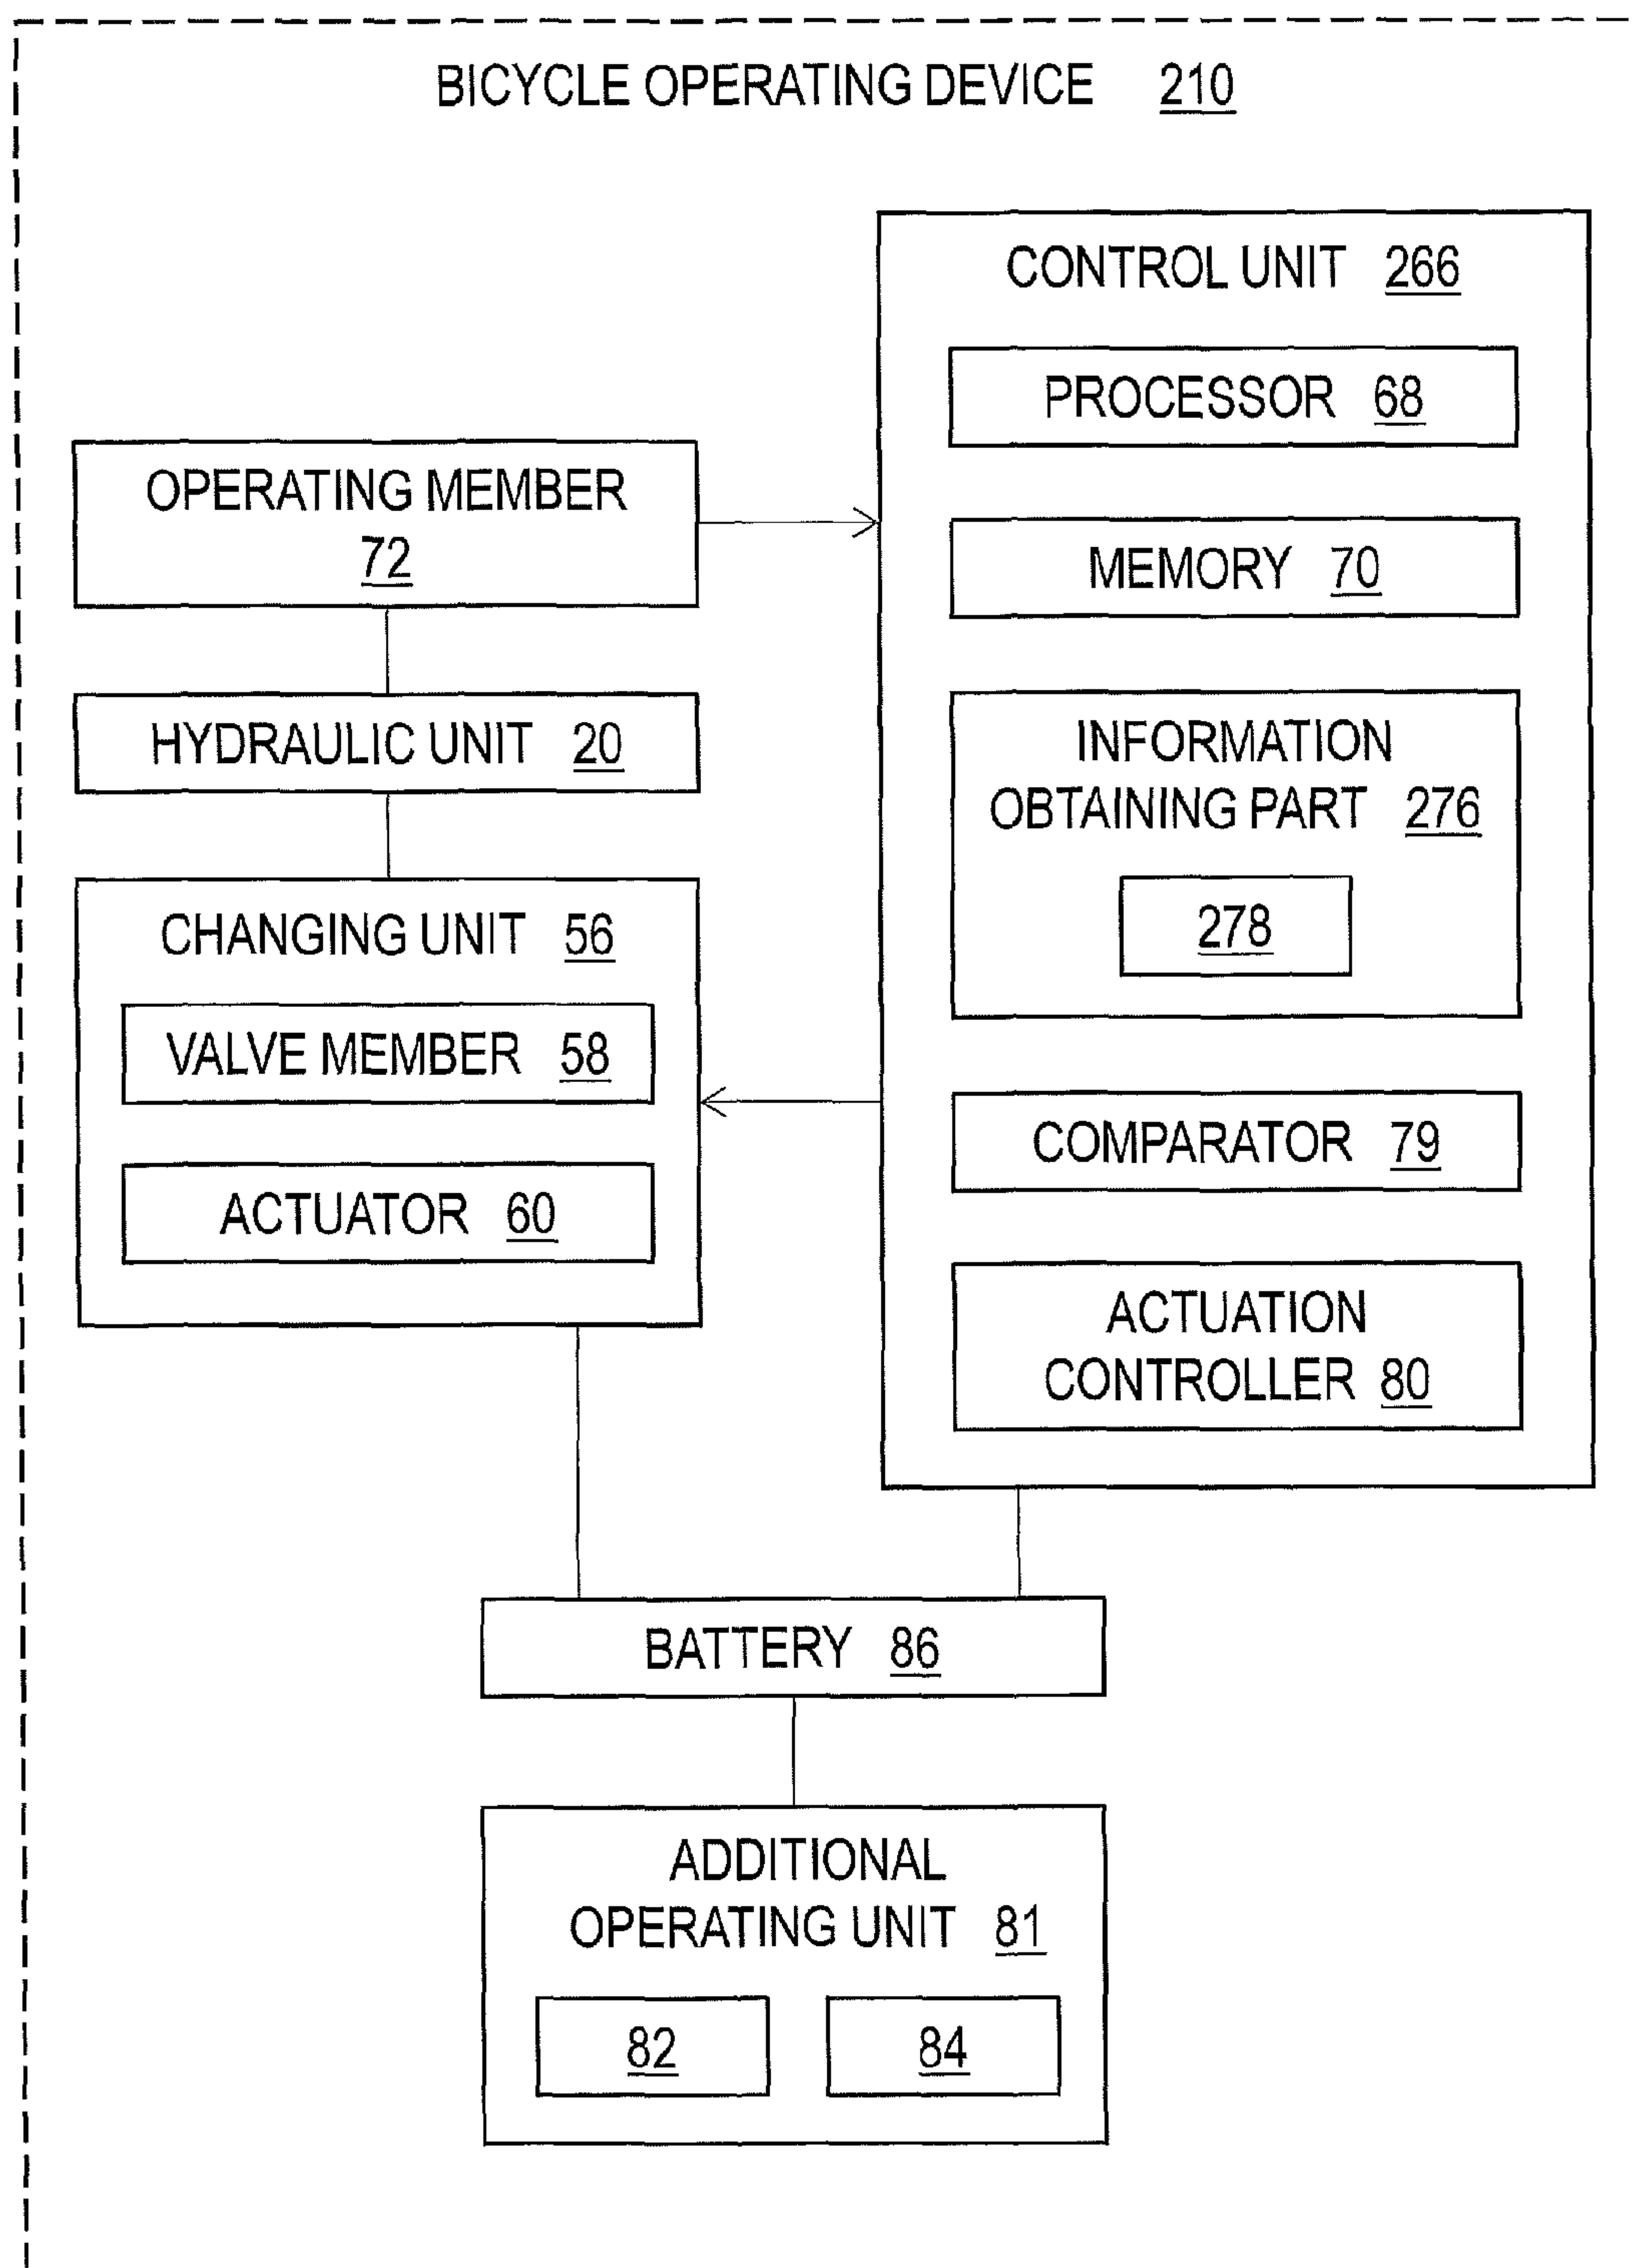 BICYCLE OPERATING DEVICE 210
CONTROL UNIT 266
PROCESSOR 68
MEMORY 70
INFORMATION
OBTAINING PART 276
278
COMPARATOR 79
ACTUATION
CONTROLLER 80
OPERATING MEMBER
72
HYDRAULIC UNIT 20
CHANGING UNIT 56
VALVE MEMBER 58
ACTUATOR 60
BATTERY 86
ADDITIONAL
OPERATING UNIT 81
82
84